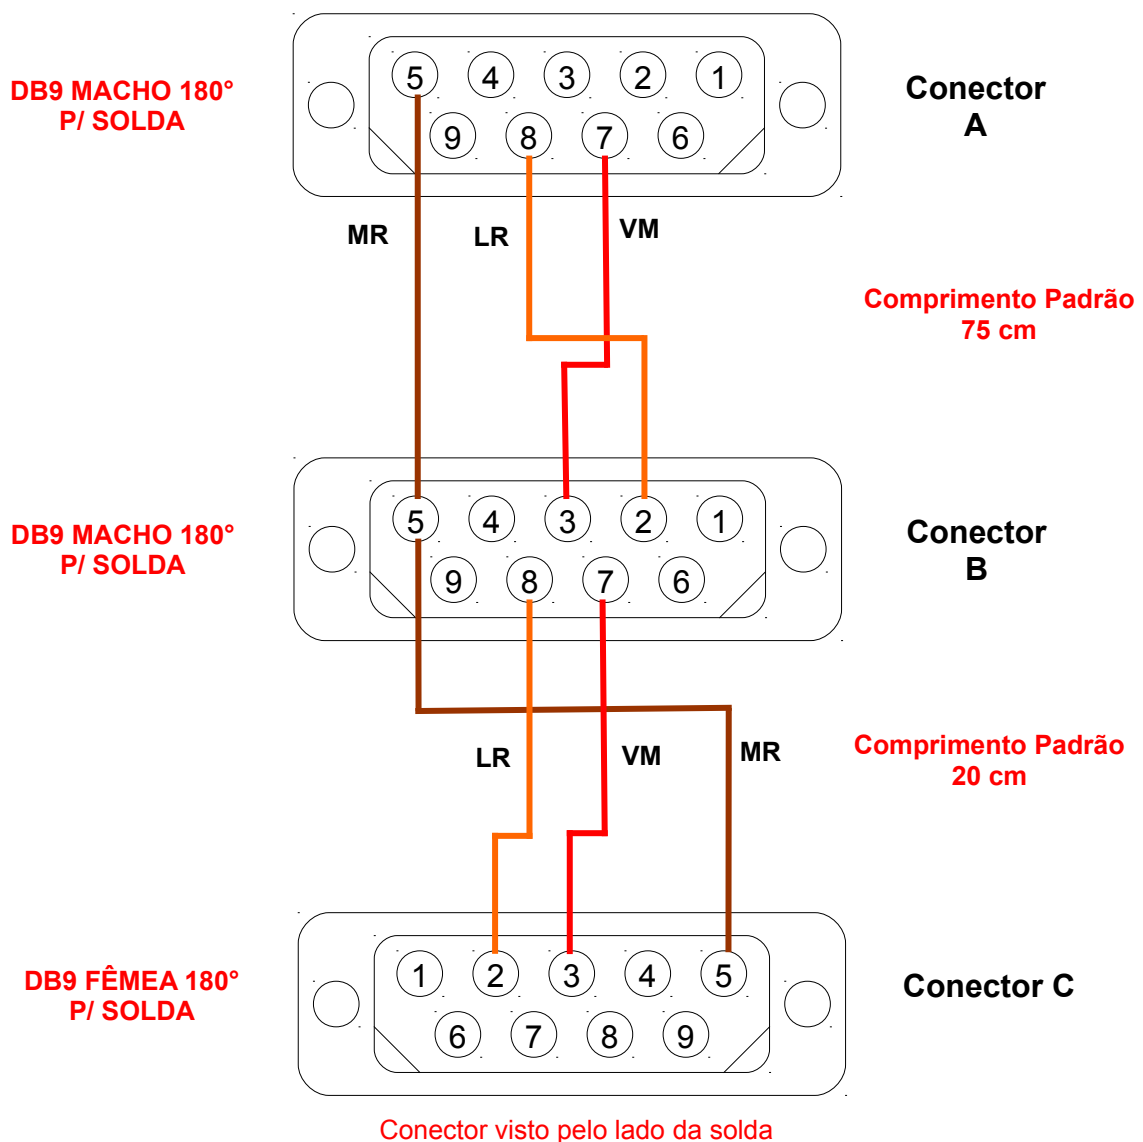 5 4 3 2 1
DB9 MACHO 180°
P/ SOLDA
Conector
A
9 8 7 6
MR LR VM
Comprimento Padrão
75 cm
5 4 3 2 1
DB9 MACHO 180°
P/ SOLDA
Conector
B
9 8 7 6
LR VM MR
Comprimento Padrão
20 cm
1 2 3 4 5
DB9 FÊMEA 180°
P/ SOLDA
Conector C
6 7 8 9
Conector visto pelo lado da solda